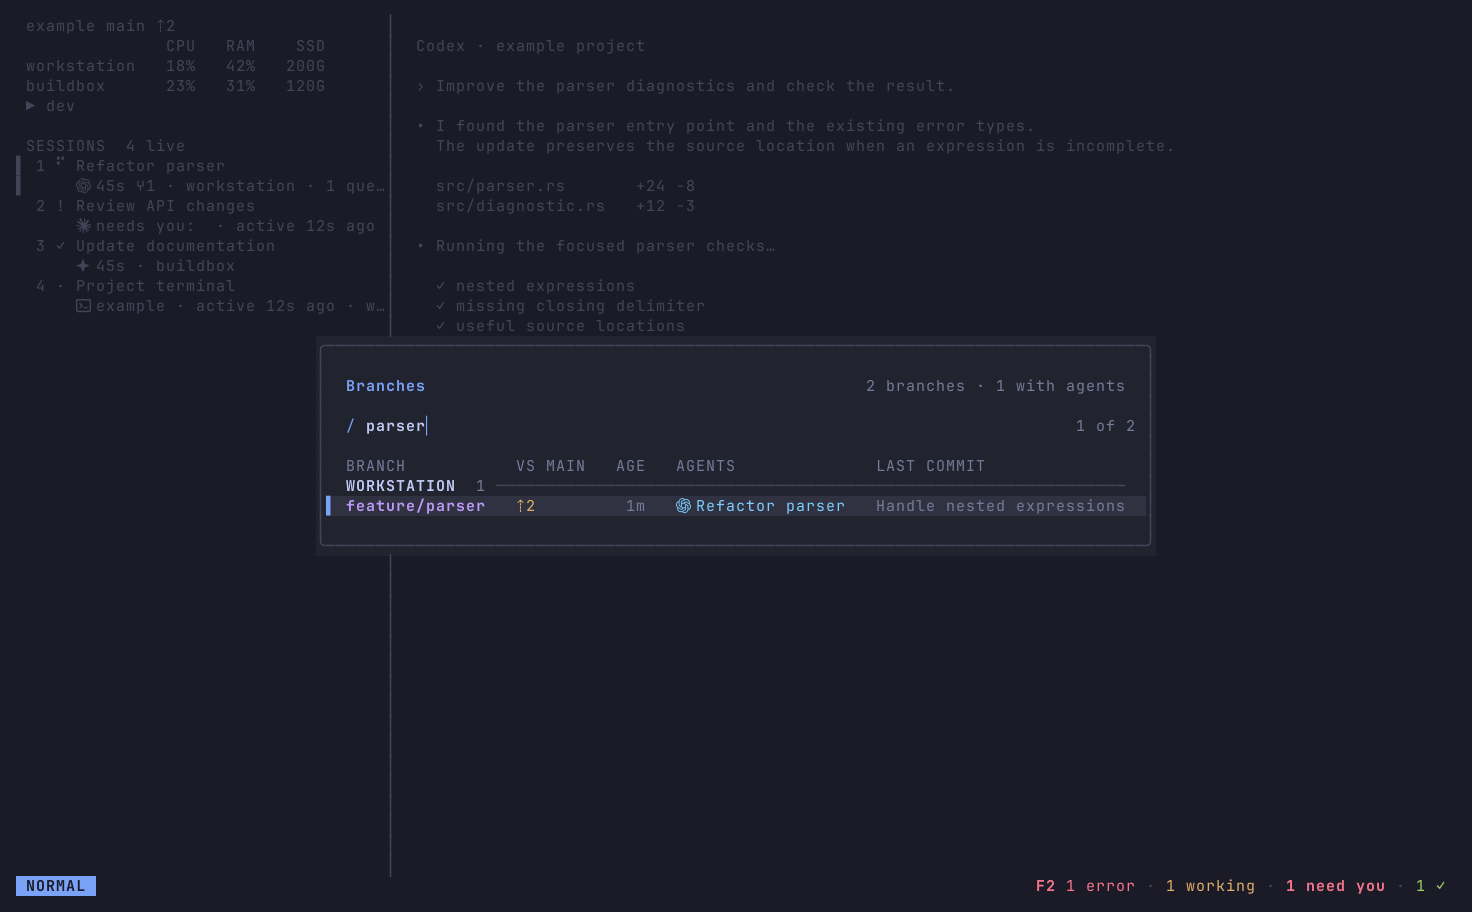 example main ↑2
CPU RAM SSD
workstation 18% 42% 200G
buildbox 23% 31% 120G
▶ dev
SESSIONS 4 live
1 Refactor parser
45s Ⴤ1 · workstation · 1 que…
2 ! Review API changes
needs you: · active 12s ago
3 ✓ Update documentation
45s · buildbox
4 · Project terminal
example · active 12s ago · w…
Codex · example project
› Improve the parser diagnostics and check the result.
• I found the parser entry point and the existing error types.
The update preserves the source location when an expression is incomplete.
src/parser.rs +24 -8
src/diagnostic.rs +12 -3
• Running the focused parser checks…
✓ nested expressions
✓ missing closing delimiter
✓ useful source locations
Branches 2 branches · 1 with agents
/ parser 1 of 2
BRANCH VS MAIN AGE AGENTS LAST COMMIT
WORKSTATION 1
feature/parser ↑2 1m Refactor parser Handle nested expressions
NORMAL F2 1 error · 1 working · 1 need you · 1 ✓